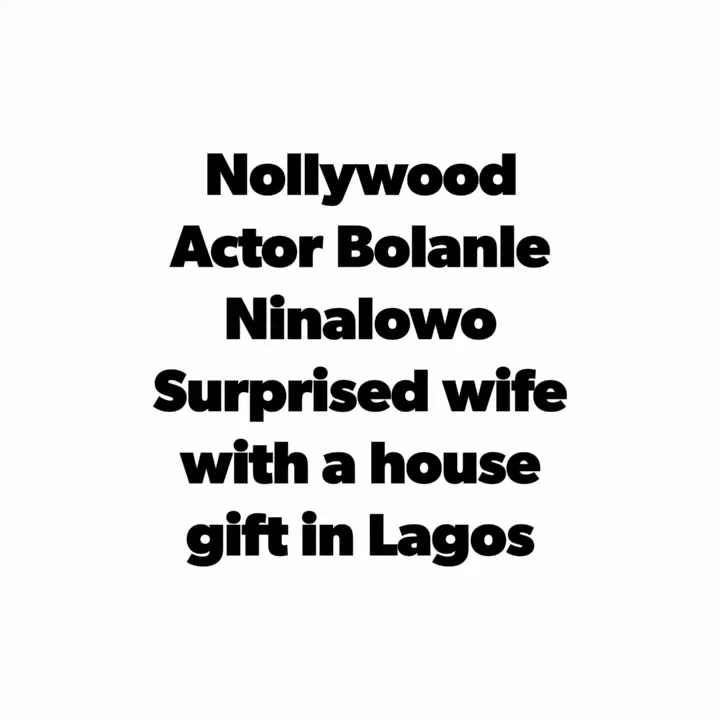 Nollywood
Actor Bolanle
Ninalowo
Surprised wife
with a house
gift in Lagos